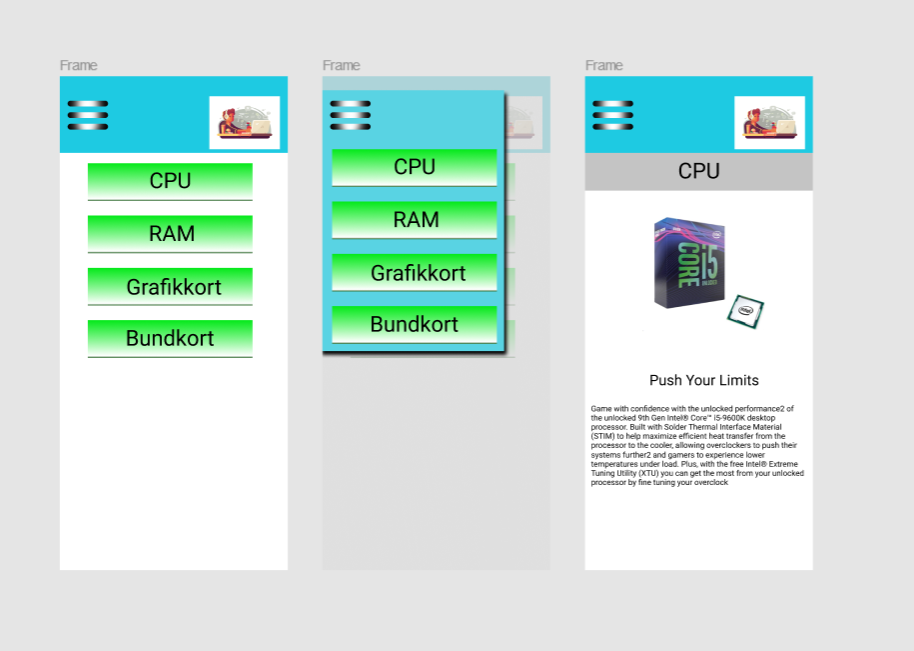 Frame
CPU
RAM
Grafikkort
Bundkort
Frame
CPU
RAM
Grafikkort
Bundkort
Frame
CPU
intel
CORE i5
UNLOCKED
intel
Push Your Limits
Game with confidence with the unlocked performance2 of
the unlocked 9th Gen Intel® Core™ i5-9600K desktop
processor. Built with Solder Thermal Interface Material
(STIM) to help maximize efficient heat transfer from the
processor to the cooler, allowing overclockers to push their
systems further2 and gamers to experience lower
temperatures under load. Plus, with the free Intel® Extreme
Tuning Utility (XTU) you can get the most from your unlocked
processor by fine tuning your overclock